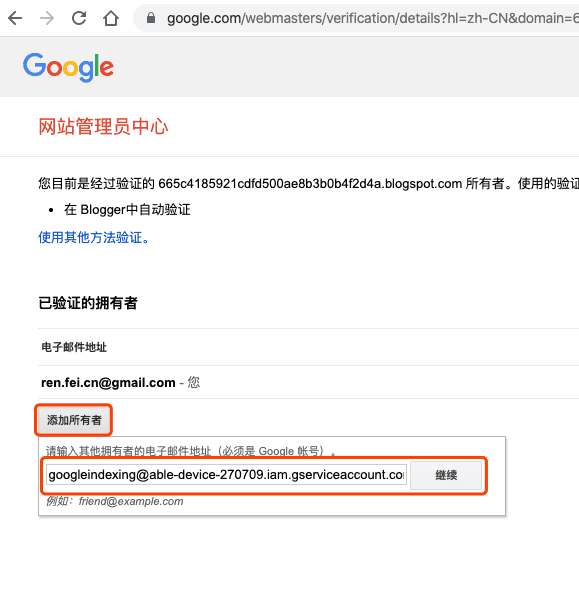 google.com/webmasters/verification/details?hl=zh-CN&domain=6
Google
网站管理员中心
您目前是经过验证的 665c4185921cdfd500ae8b3b0b4f2d4a.blogspot.com 所有者。使用的验证
• 在 Blogger中自动验证
使用其他方法验证。
已验证的拥有者
电子邮件地址
ren.fei.cn@gmail.com - 您
添加所有者
请输入其他拥有者的电子邮件地址（必须是 Google 帐号）。
googleindexing@able-device-270709.iam.gserviceaccount.co 继续
例如：friend@example.com